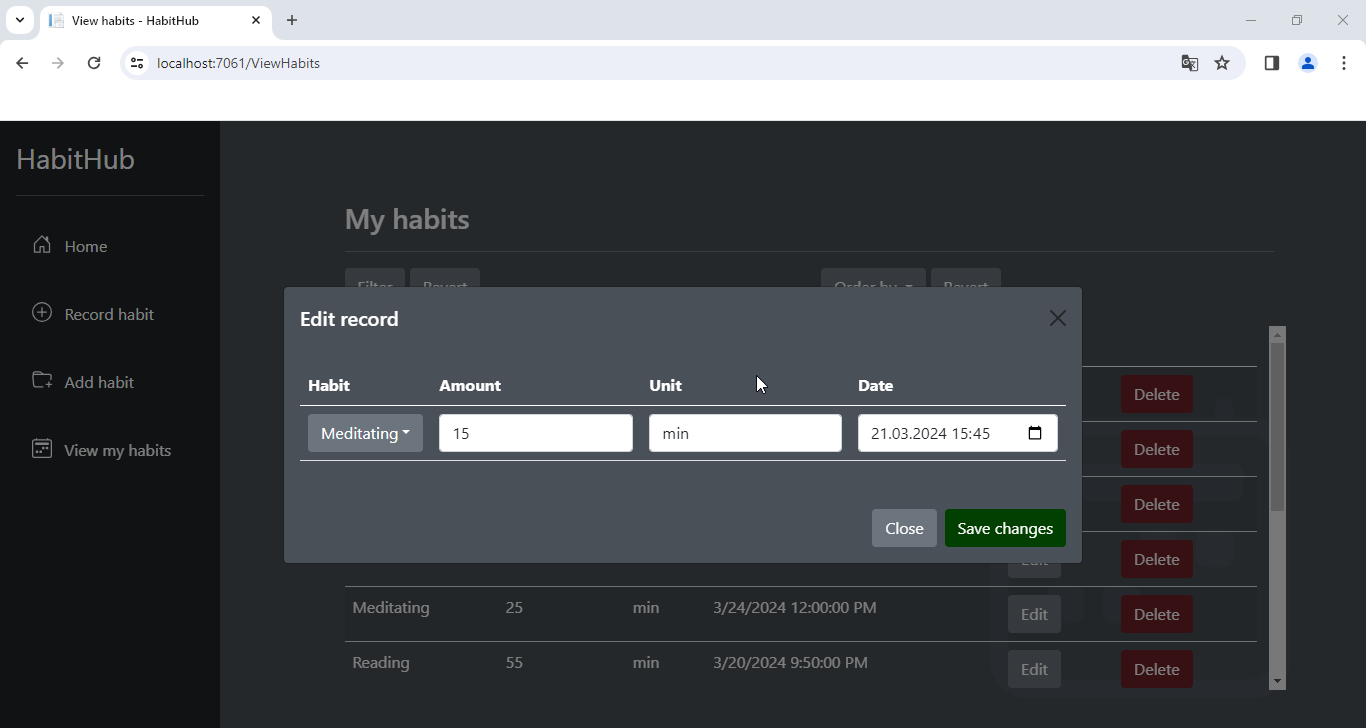 View habits - HabitHub
localhost:7061/ViewHabits
HabitHub
Home
Record habit
Add habit
View my habits
My habits
Filter Revert Order by Revert
Edit record
Habit Amount Unit Date
Meditating 15 min 21.03.2024 15:45
Close Save changes
Delete
Delete
Delete
Edit Delete
Meditating 25 min 3/24/2024 12:00:00 PM Edit Delete
Reading 55 min 3/20/2024 9:50:00 PM Edit Delete